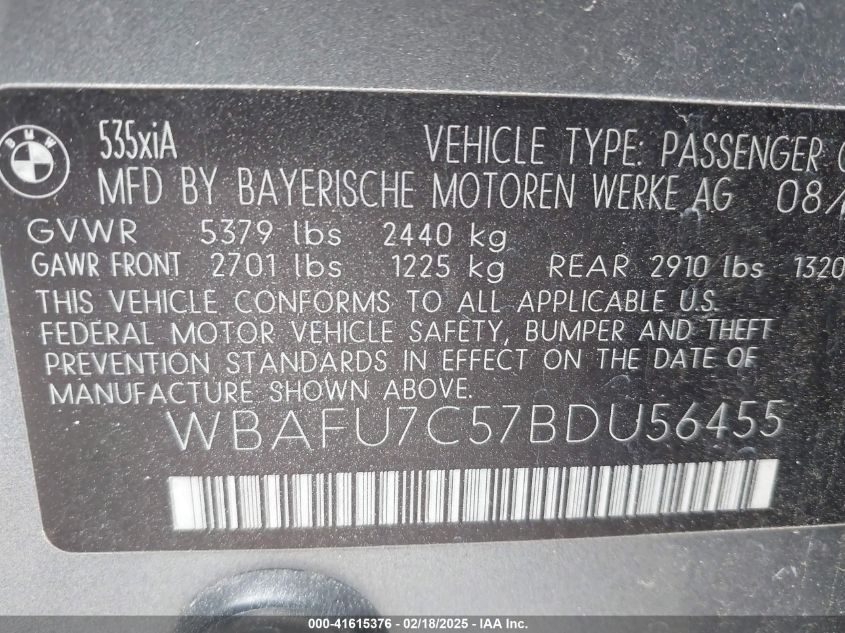 BMW
535xiA VEHICLE TYPE: PASSENGER
MFD BY BAYERISCHE MOTOREN WERKE AG 08/
GVWR 5379 lbs 2440 kg
GAWR FRONT 2701 lbs 1225 kg REAR 2910 lbs 1320
THIS VEHICLE CONFORMS TO ALL APPLICABLE U.S.
FEDERAL MOTOR VEHICLE SAFETY, BUMPER AND THEFT
PREVENTION STANDARDS IN EFFECT ON THE DATE OF
MANUFACTURE SHOWN ABOVE.
WBAFU7C57BDU56455
000-41615376 - 02/18/2025 - IAA Inc.